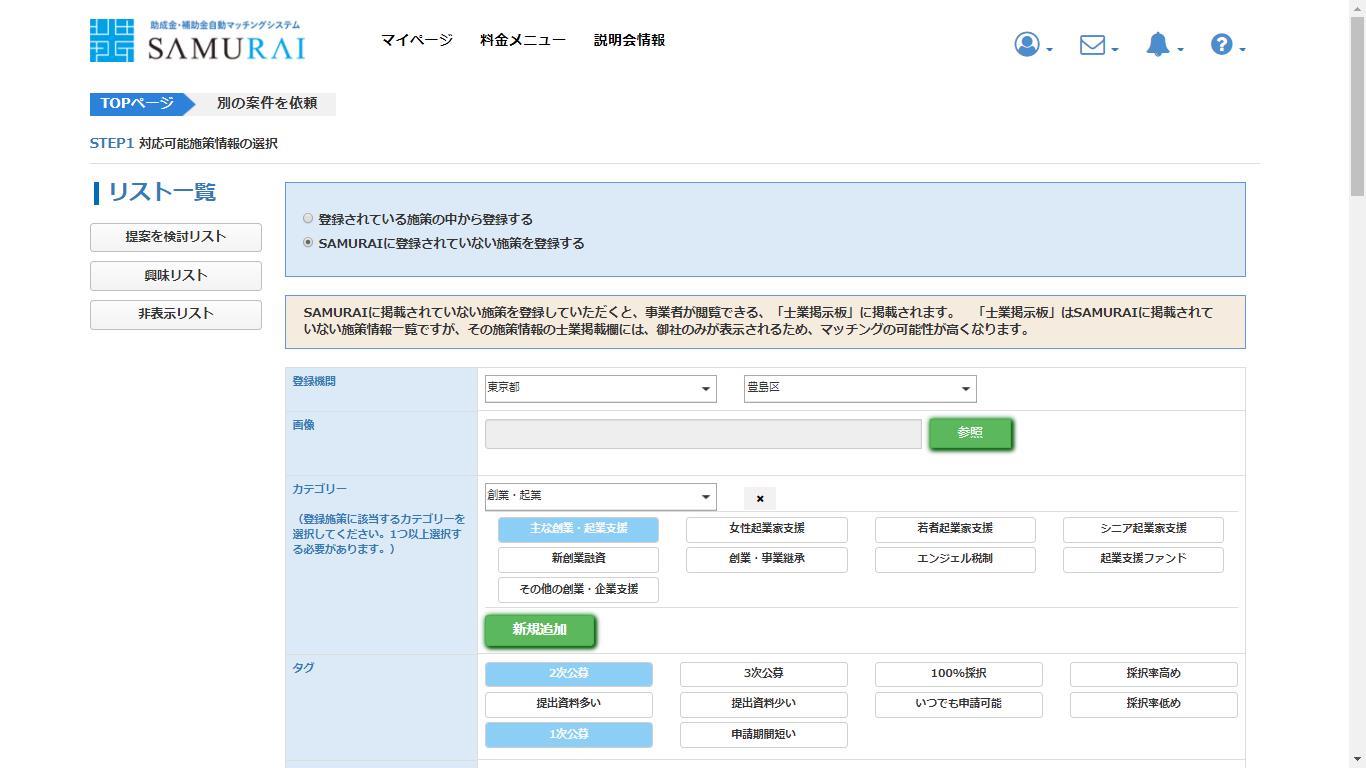 助成金・補助金自動マッチングシステム
SAMURAI
マイページ 料金メニュー 説明会情報
TOPページ 別の案件を依頼
STEP1 対応可能施策情報の選択
リスト一覧
提案を検討リスト
興味リスト
非表示リスト
登録されている施策の中から登録する
SAMURAIに登録されていない施策を登録する
SAMURAIに掲載されていない施策を登録していただくと、事業者が閲覧できる、「士業掲示板」に掲載されます。 「士業掲示板」はSAMURAIに掲載されて
いない施策情報一覧ですが、その施策情報の士業掲載欄には、御社のみが表示されるため、マッチングの可能性が高くなります。
登録機関 東京都 豊島区
画像 参照
カテゴリー 創業・起業 ×
（登録施策に該当するカテゴリーを
選択してください。1つ以上選択す
る必要があります。）
主な創業・起業支援 女性起業家支援 若者起業家支援 シニア起業家支援
新創業融資 創業・事業継承 エンジェル税制 起業支援ファンド
その他の創業・企業支援
新規追加
タグ 2次公募 3次公募 100%採択 採択率高め
提出資料多い 提出資料少い いつでも申請可能 採択率低め
1次公募 申請期間短い